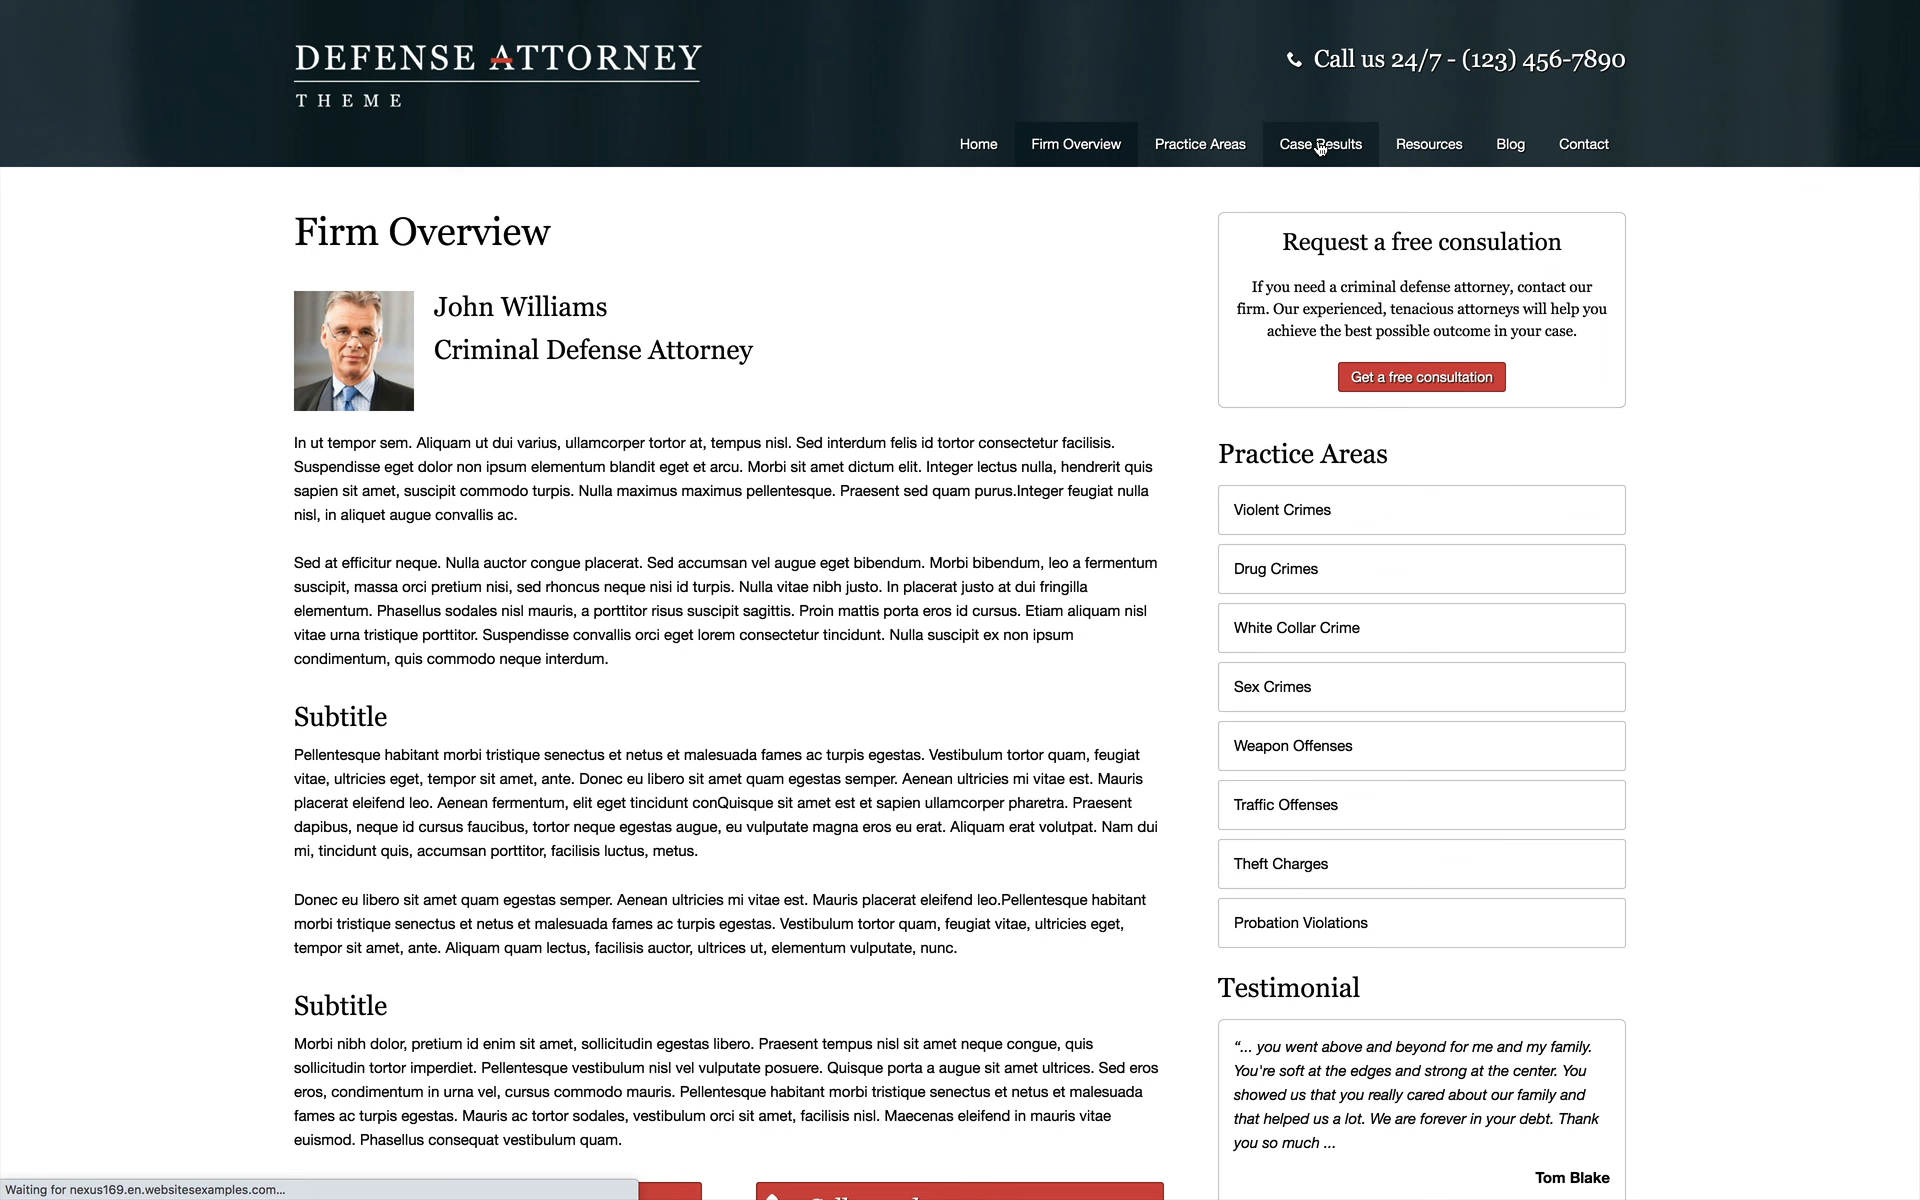 DEFENSE ATTORNEY
THEME
Call us 24/7 - (123) 456-7890
Home Firm Overview Practice Areas Case Results Resources Blog Contact
Firm Overview
John Williams
Criminal Defense Attorney
In ut tempor sem. Aliquam ut dui varius, ullamcorper tortor at, tempus nisl. Sed interdum felis id tortor consectetur facilisis.
Suspendisse eget dolor non ipsum elementum blandit eget et arcu. Morbi sit amet dictum elit. Integer lectus nulla, hendrerit quis
sapien sit amet, suscipit commodo turpis. Nulla maximus maximus pellentesque. Praesent sed quam purus.Integer feugiat nulla
nisl, in aliquet augue convallis ac.
Sed at efficitur neque. Nulla auctor congue placerat. Sed accumsan vel augue eget bibendum. Morbi bibendum, leo a fermentum
suscipit, massa orci pretium nisi, sed rhoncus neque nisi id turpis. Nulla vitae nibh justo. In placerat justo at dui fringilla
elementum. Phasellus sodales nisl mauris, a porttitor risus suscipit sagittis. Proin mattis porta eros id cursus. Etiam aliquam nisl
vitae urna tristique porttitor. Suspendisse convallis orci eget lorem consectetur tincidunt. Nulla suscipit ex non ipsum
condimentum, quis commodo neque interdum.
Subtitle
Pellentesque habitant morbi tristique senectus et netus et malesuada fames ac turpis egestas. Vestibulum tortor quam, feugiat
vitae, ultricies eget, tempor sit amet, ante. Donec eu libero sit amet quam egestas semper. Aenean ultricies mi vitae est. Mauris
placerat eleifend leo. Aenean fermentum, elit eget tincidunt conQuisque sit amet est et sapien ullamcorper pharetra. Praesent
dapibus, neque id cursus faucibus, tortor neque egestas augue, eu vulputate magna eros eu erat. Aliquam erat volutpat. Nam dui
mi, tincidunt quis, accumsan porttitor, facilisis luctus, metus.
Donec eu libero sit amet quam egestas semper. Aenean ultricies mi vitae est. Mauris placerat eleifend leo.Pellentesque habitant
morbi tristique senectus et netus et malesuada fames ac turpis egestas. Vestibulum tortor quam, feugiat vitae, ultricies eget,
tempor sit amet, ante. Aliquam quam lectus, facilisis auctor, ultrices ut, elementum vulputate, nunc.
Subtitle
Morbi nibh dolor, pretium id enim sit amet, sollicitudin egestas libero. Praesent tempus nisl sit amet neque congue, quis
sollicitudin tortor imperdiet. Pellentesque vestibulum nisl vel vulputate posuere. Quisque porta a augue sit amet ultrices. Sed eros
eros, condimentum in urna vel, cursus commodo mauris. Pellentesque habitant morbi tristique senectus et netus et malesuada
fames ac turpis egestas. Mauris ac tortor sodales, vestibulum orci sit amet, facilisis nisl. Maecenas eleifend in mauris vitae
euismod. Phasellus consequat vestibulum quam.
Request a free consulation
If you need a criminal defense attorney, contact our
firm. Our experienced, tenacious attorneys will help you
achieve the best possible outcome in your case.
Get a free consultation
Practice Areas
Violent Crimes
Drug Crimes
White Collar Crime
Sex Crimes
Weapon Offenses
Traffic Offenses
Theft Charges
Probation Violations
Testimonial
“... you went above and beyond for me and my family.
You're soft at the edges and strong at the center. You
showed us that you really cared about our family and
that helped us a lot. We are forever in your debt. Thank
you so much ...
Tom Blake
Waiting for nexus169.en.websitesexamples.com...